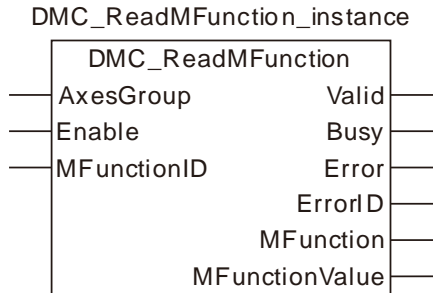 DMC_ReadMFunction_instance
DMC_ReadMFunction
AxesGroup Valid
Enable Busy
MFunctionID Error
ErrorID
MFunction
MFunctionValue